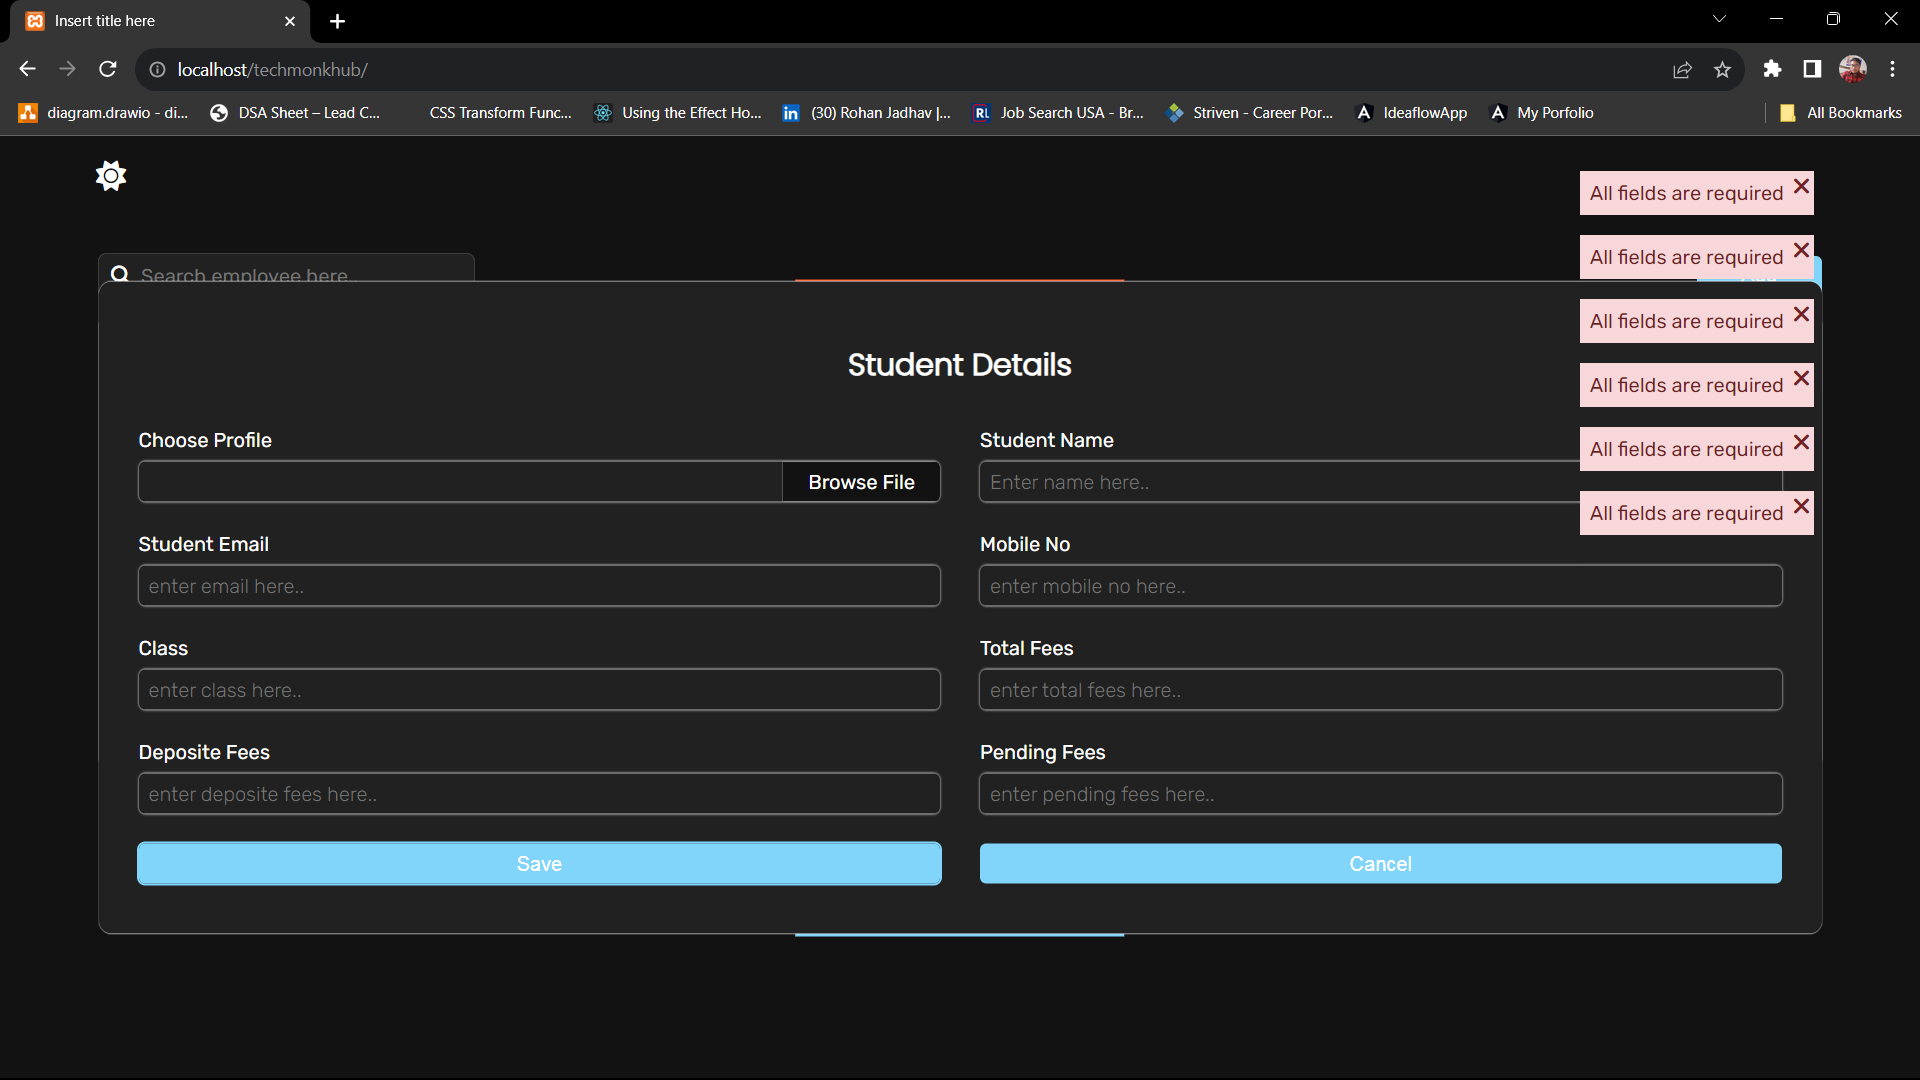 Insert title here
localhost/techmonkhub/
diagram.drawio - di...
DSA Sheet – Lead C...
CSS Transform Func...
Using the Effect Ho...
(30) Rohan Jadhav |...
Job Search USA - Br...
Striven - Career Por...
IdeaflowApp
My Porfolio
All Bookmarks
All fields are required
Search employee here..
All fields are required
All fields are required
Student Details
All fields are required
Choose Profile
Student Name
All fields are required
Browse File
Enter name here..
All fields are required
Student Email
Mobile No
enter email here..
enter mobile no here..
Class
Total Fees
enter class here..
enter total fees here..
Deposite Fees
Pending Fees
enter deposite fees here..
enter pending fees here..
Save
Cancel